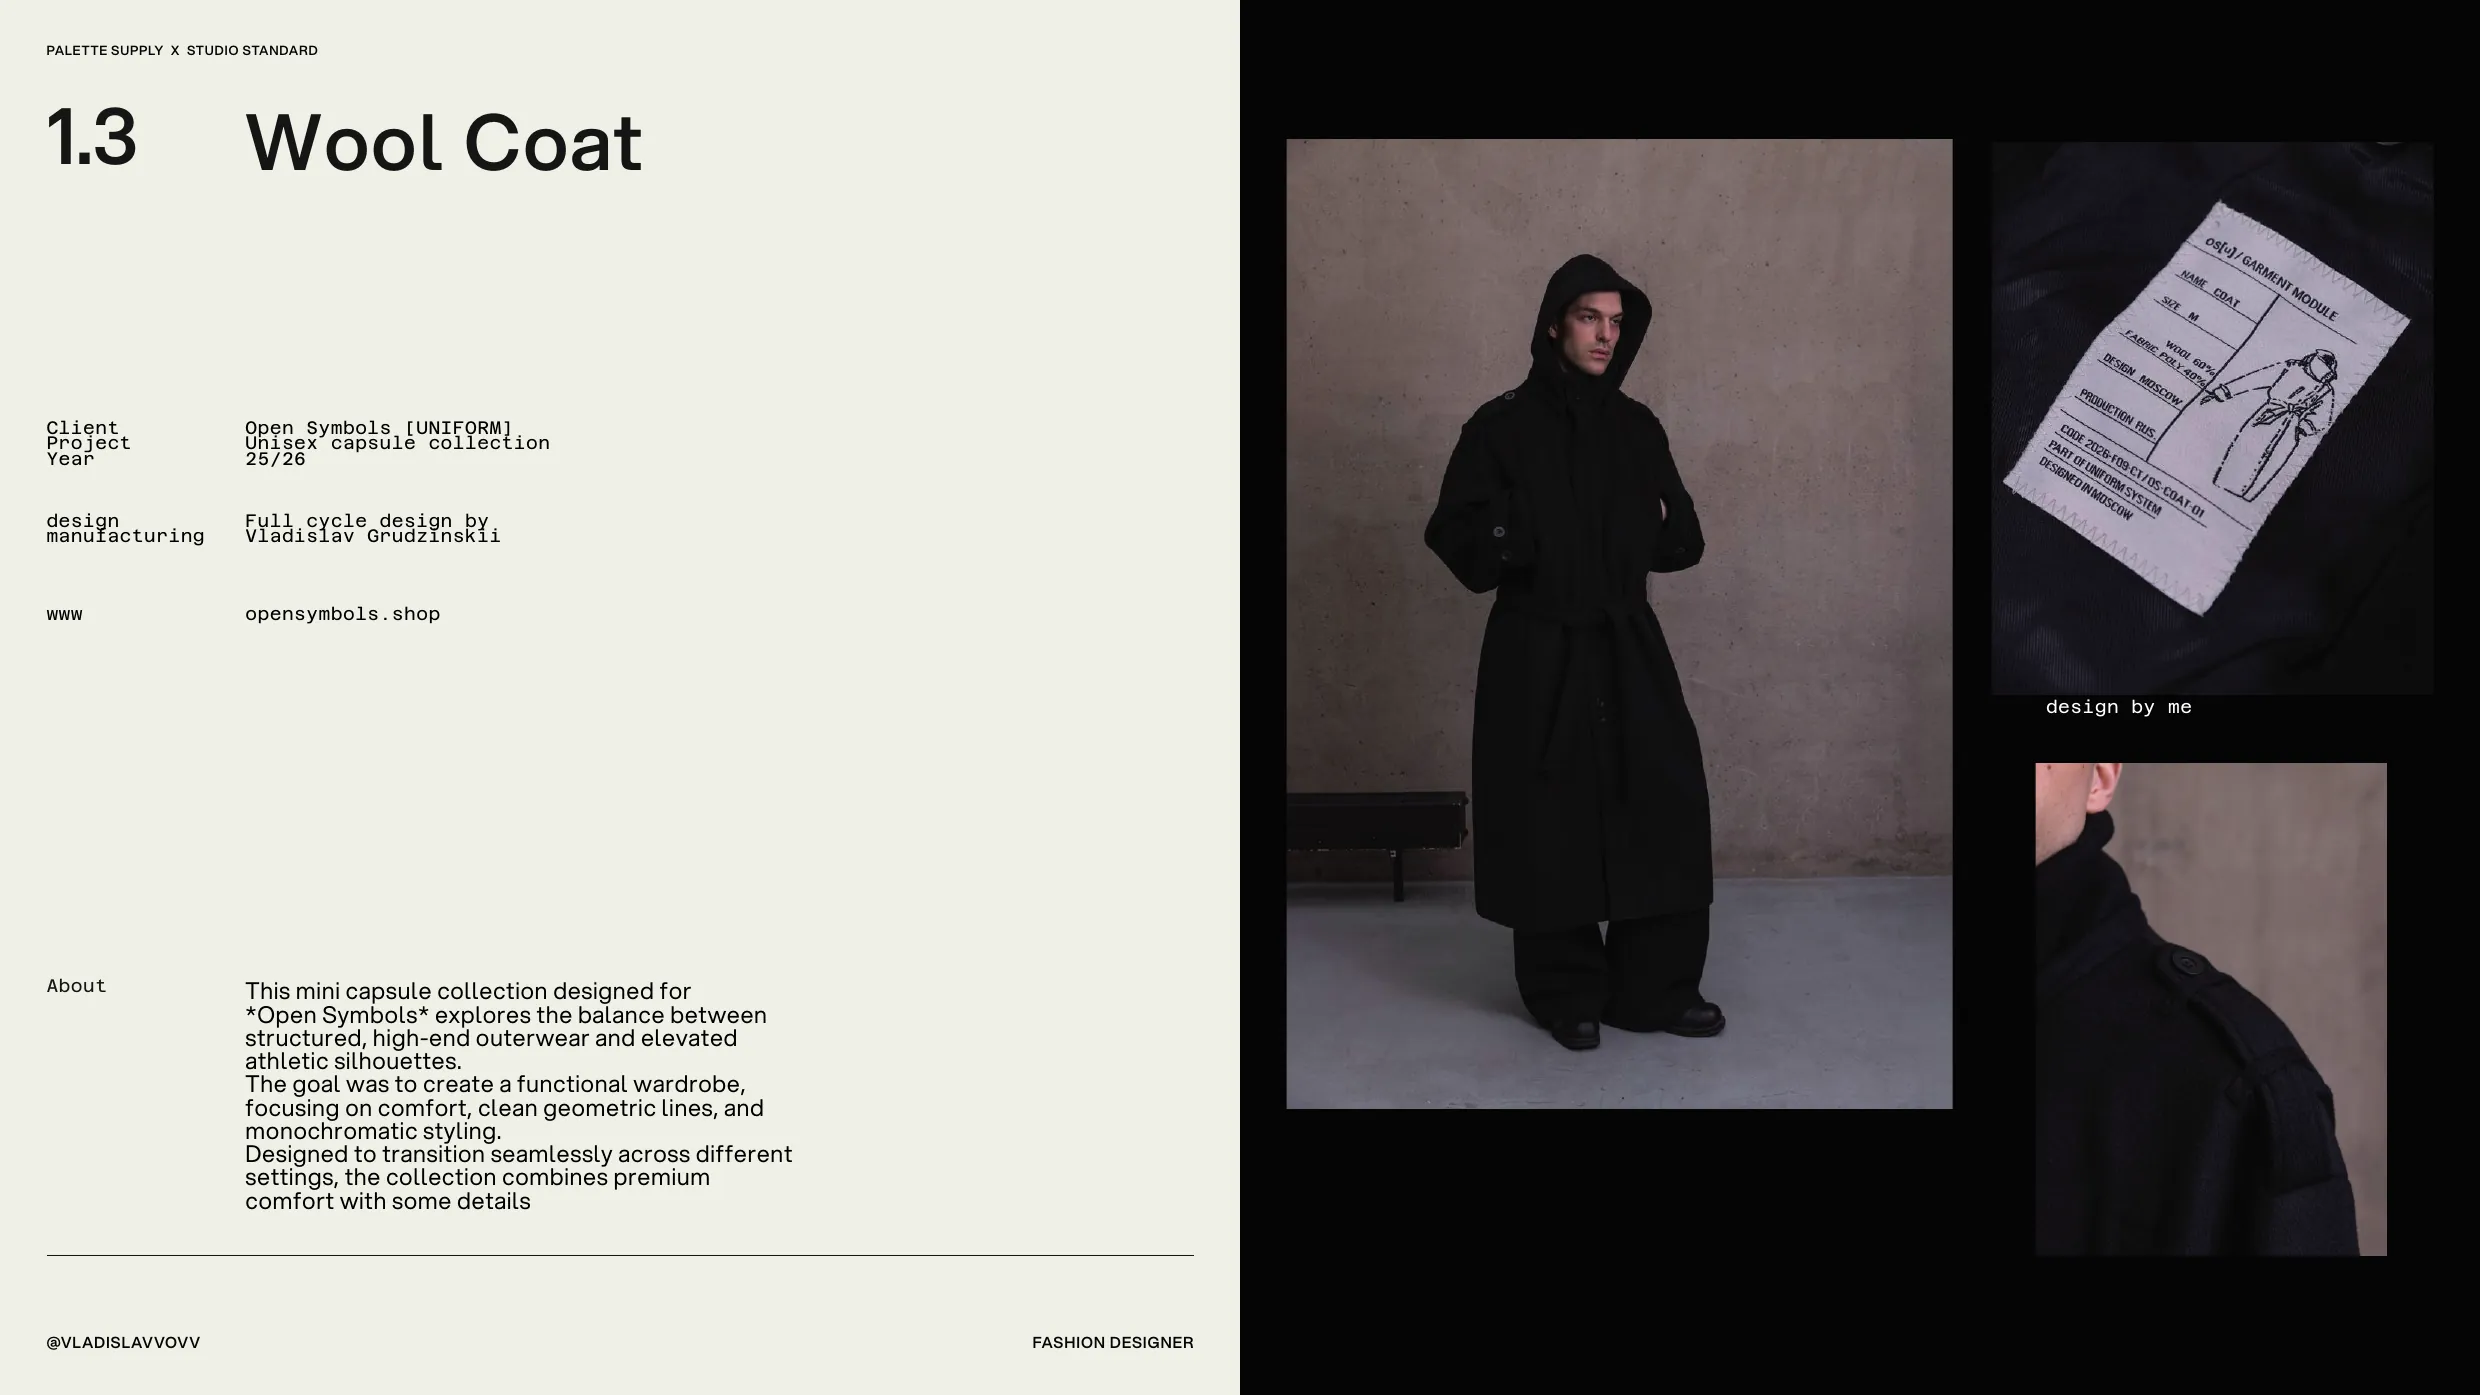 PALETTE SUPPLY X STUDIO STANDARD
1.3 Wool Coat
Client Open Symbols [UNIFORM]
Project Unisex capsule collection
Year 25/26
design Full cycle design by
manufacturing Vladislav Grudzinskii
www opensymbols.shop
About
This mini capsule collection designed for
*Open Symbols* explores the balance between
structured, high-end outerwear and elevated
athletic silhouettes.
The goal was to create a functional wardrobe,
focusing on comfort, clean geometric lines, and
monochromatic styling.
Designed to transition seamlessly across different
settings, the collection combines premium
comfort with some details
@VLADISLAVVOVV
FASHION DESIGNER
os[u] / GARMENT MODULE
NAME COAT
SIZE M
WOOL 60%
FABRIC POLY 40%
DESIGN MOSCOW
PRODUCTION RUS.
CODE 2026-F09-CT / OS-COAT-01
PART OF UNIFORM SYSTEM
DESIGNED IN MOSCOW
design by me